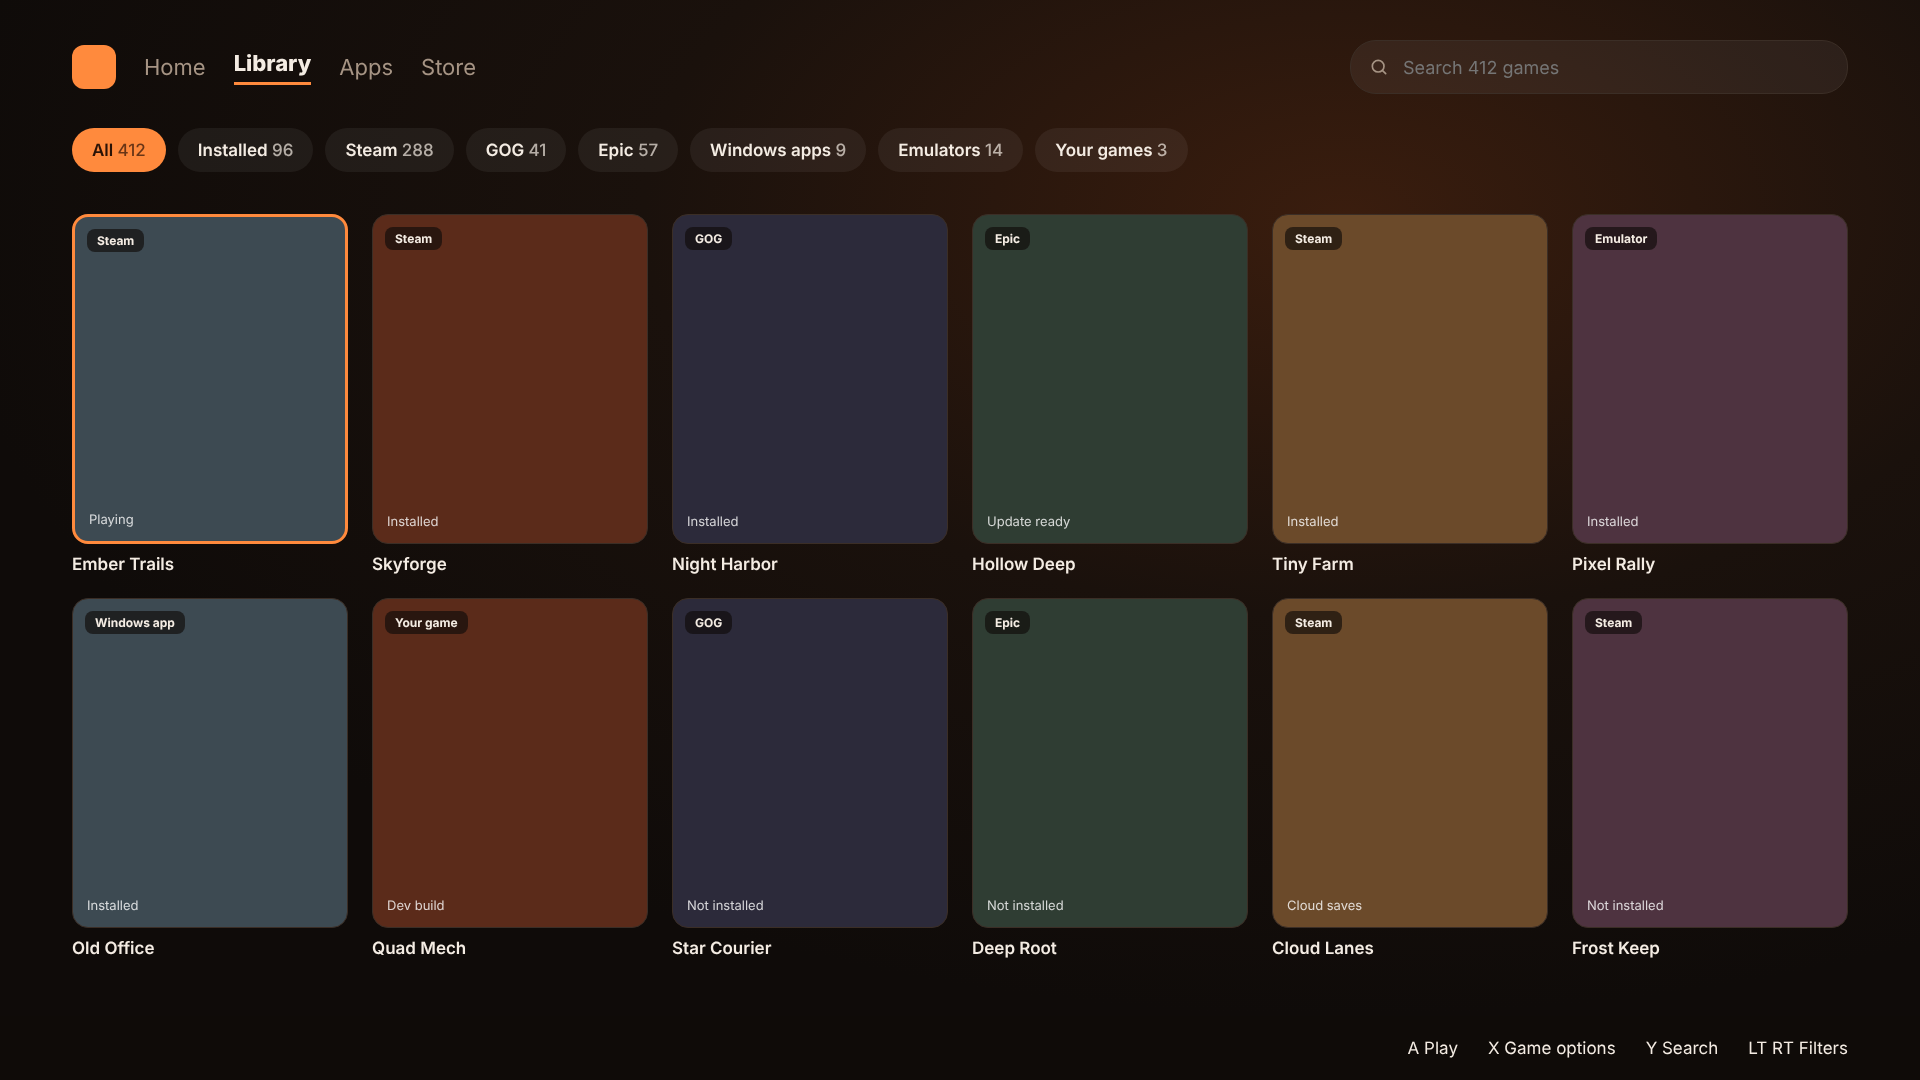 Home Library Apps Store
Search 412 games
All 412 Installed 96 Steam 288 GOG 41 Epic 57 Windows apps 9 Emulators 14 Your games 3
Steam Steam GOG Epic Steam Emulator
Playing Installed Installed Update ready Installed Installed
Ember Trails Skyforge Night Harbor Hollow Deep Tiny Farm Pixel Rally
Windows app Your game GOG Epic Steam Steam
Installed Dev build Not installed Not installed Cloud saves Not installed
Old Office Quad Mech Star Courier Deep Root Cloud Lanes Frost Keep
A Play X Game options Y Search LT RT Filters